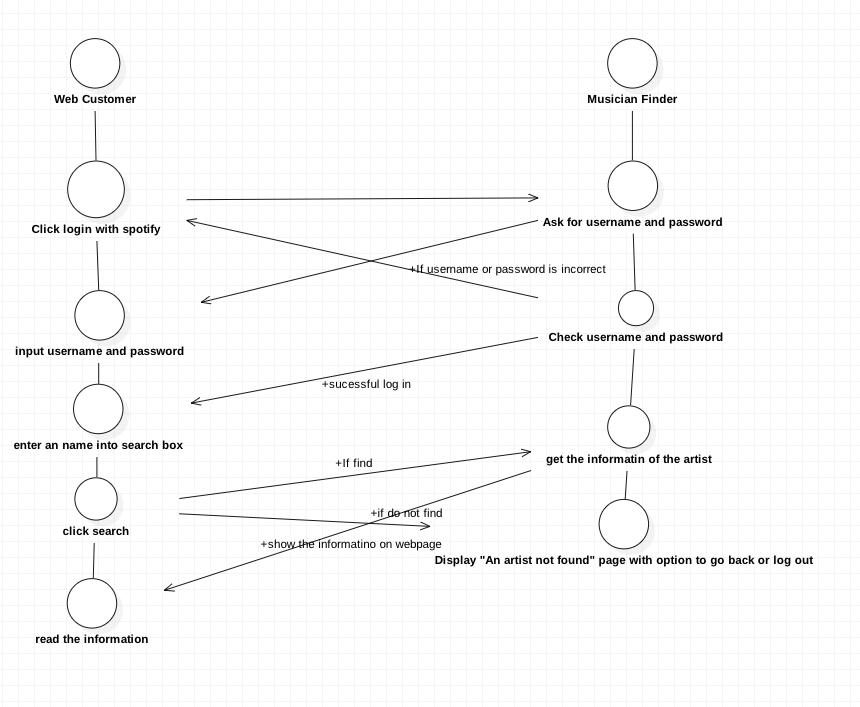 Web Customer
Musician Finder
Click login with spotify
Ask for username and password
+If username or password is incorrect
input username and password
Check username and password
+sucessful log in
enter an name into search box
+If find
get the informatin of the artist
click search
+if do not find
+show the informatino on webpage
Display "An artist not found" page with option to go back or log out
read the information